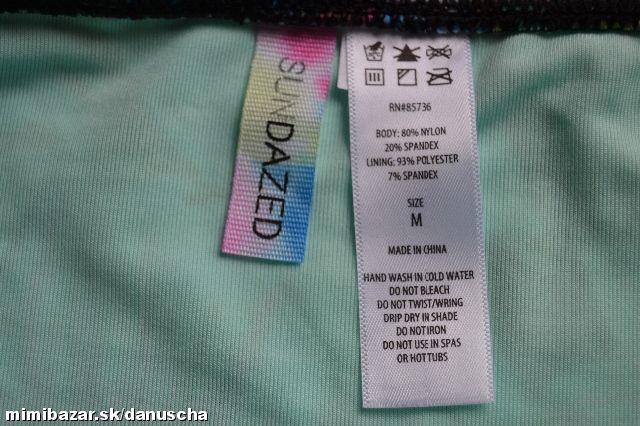 SUNDAZED
RN#85736
BODY: 80% NYLON
20% SPANDEX
LINING: 93% POLYESTER
7% SPANDEX
SIZE
M
MADE IN CHINA
HAND WASH IN COLD WATER
DO NOT BLEACH
DO NOT TWIST/WRING
DRIP DRY IN SHADE
DO NOT IRON
DO NOT USE IN SPAS
OR HOT TUBS
mimibazar.sk/danuscha